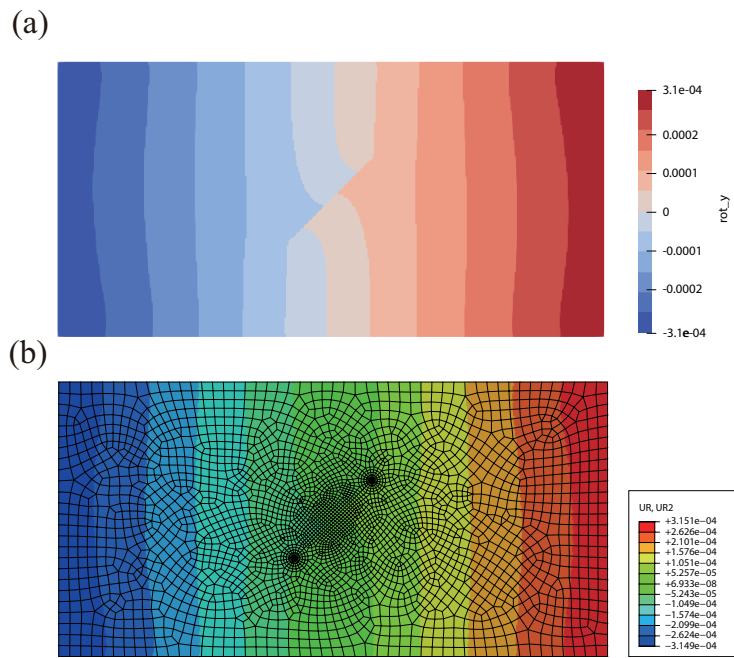 (a)
3.1e-04
0.0002
0.0001
0
-0.0001
-0.0002
-3.1e-04
rot_y
(b)
UR, UR2
+3.151e−04
+2.626e−04
+2.101e−04
+1.576e−04
+1.051e−04
+5.257e−05
+6.933e−08
−5.243e−05
−1.049e−04
−1.574e−04
−2.099e−04
−2.624e−04
−3.149e−04